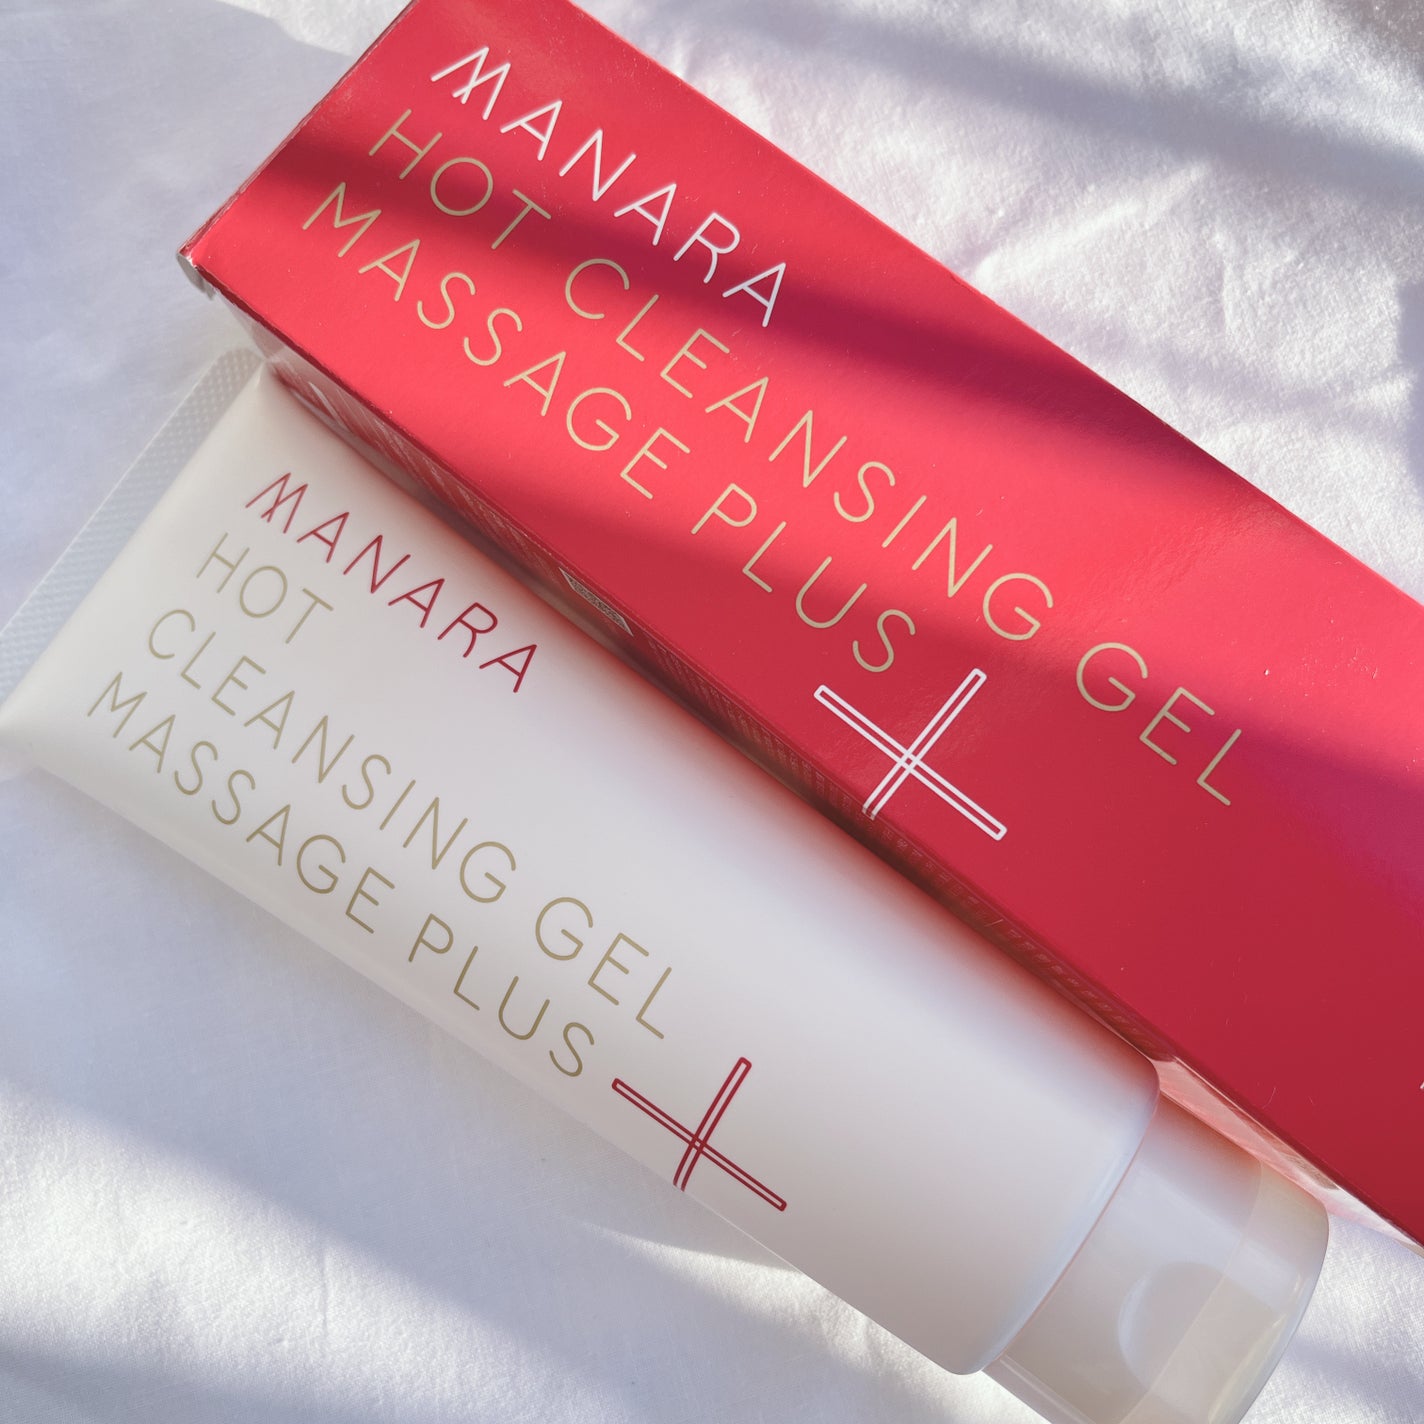 MANARA
HOT CLEANSING GEL
MASSAGE PLUS
MANARA
HOT
CLEANSING GEL
MASSAGE PLUS